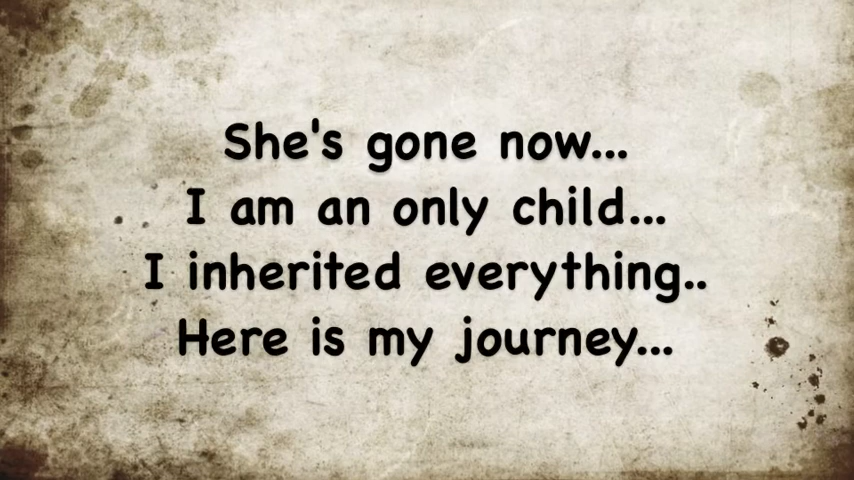 She's gone now...
I am an only child...
I inherited everything..
Here is my journey...